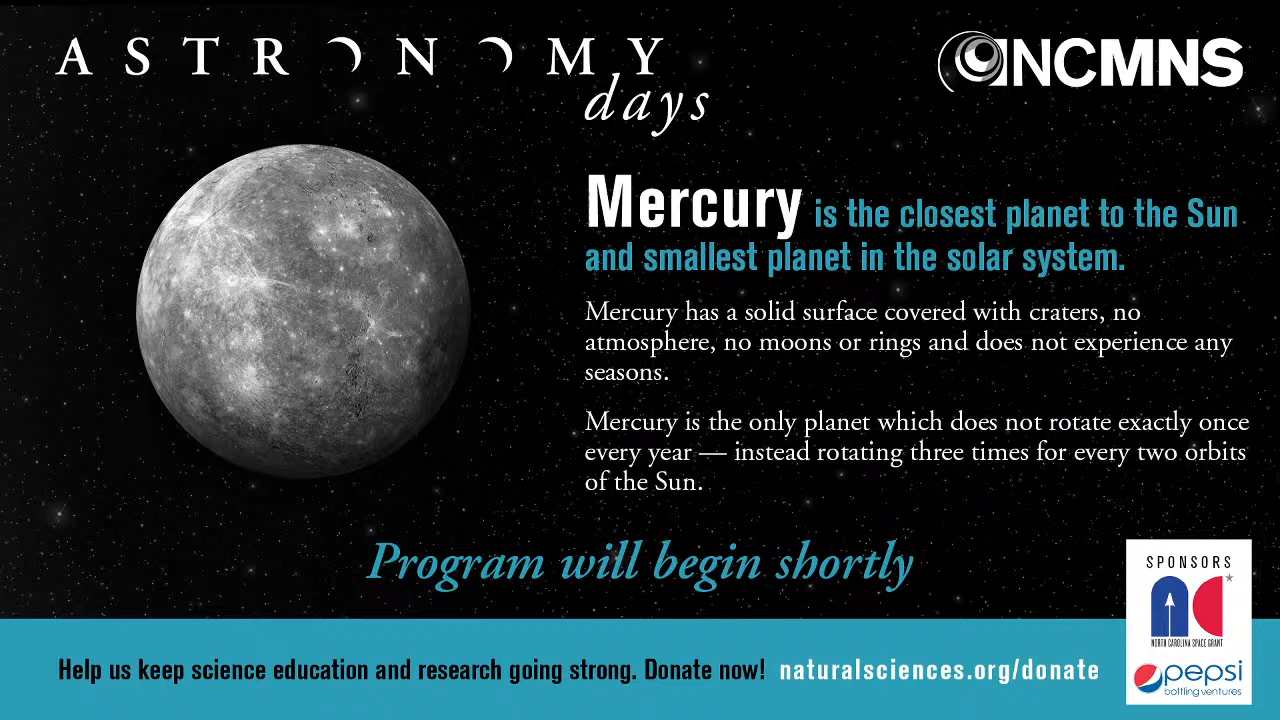 ASTRONOMY
days
NCMNS
Mercury is the closest planet to the Sun
and smallest planet in the solar system.
Mercury has a solid surface covered with craters, no
atmosphere, no moons or rings and does not experience any
seasons.
Mercury is the only planet which does not rotate exactly once
every year — instead rotating three times for every two orbits
of the Sun.
Program will begin shortly
SPONSORS
NORTH CAROLINA SPACE GRANT
pepsi
bottling ventures
Help us keep science education and research going strong. Donate now! naturalsciences.org/donate